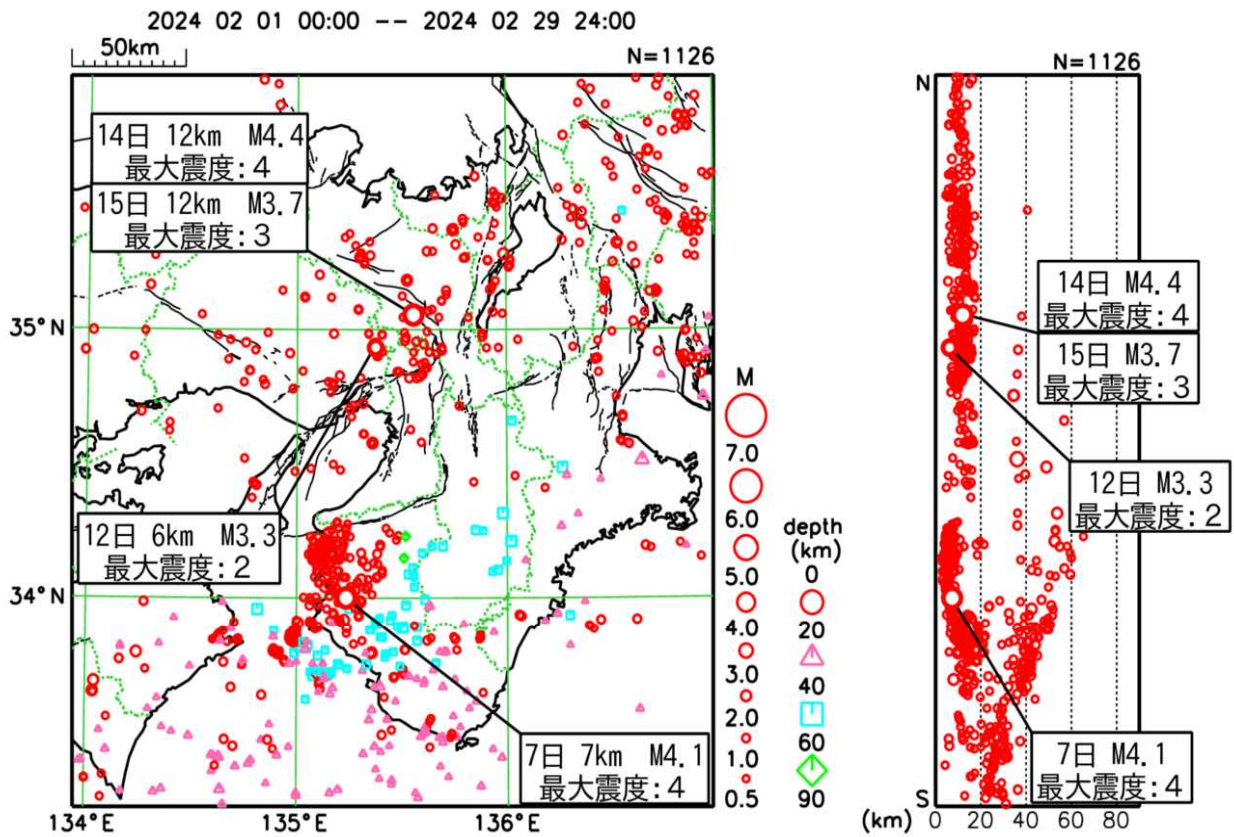 2024 02 01 00:00 -- 2024 02 29 24:00
50km
N=1126
14日 12km M4.4
最大震度:4
15日 12km M3.7
最大震度:3
35°N
12日 6km M3.3
最大震度:2
34°N
7日 7km M4.1
最大震度:4
134°E
135°E
136°E
M
7.0
6.0
5.0
4.0
3.0
2.0
1.0
0.5
depth
(km)
0
20
40
60
90
N=1126
N
14日 M4.4
最大震度:4
15日 M3.7
最大震度:3
12日 M3.3
最大震度:2
7日 M4.1
最大震度:4
S
(km)
0
20
40
60
80